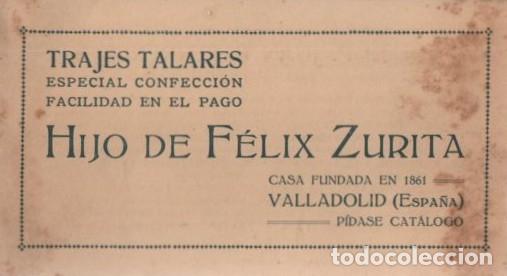 TRAJES TALARES
ESPECIAL CONFECCIÓN
FACILIDAD EN EL PAGO
HIJO DE FÉLIX ZURITA
CASA FUNDADA EN 1861
VALLADOLID (ESPAÑA)
PÍDASE CATÁLOGO
todocoleccion.net